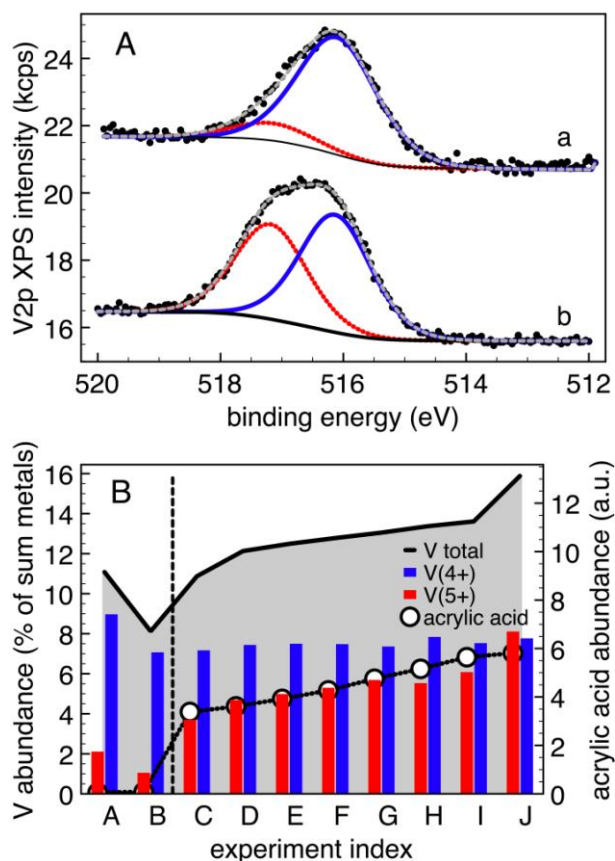 A
24
22
20
18
16
V2p XPS intensity (kcps)
a
b
520 518 516 514 512
binding energy (eV)
B
16
14
12
10
8
6
4
2
0
V abundance (% of sum metals)
V total
V(4+)
V(5+)
acrylic acid
12
10
8
6
4
2
0
acrylic acid abundance (a.u.)
A B C D E F G H I J
experiment index